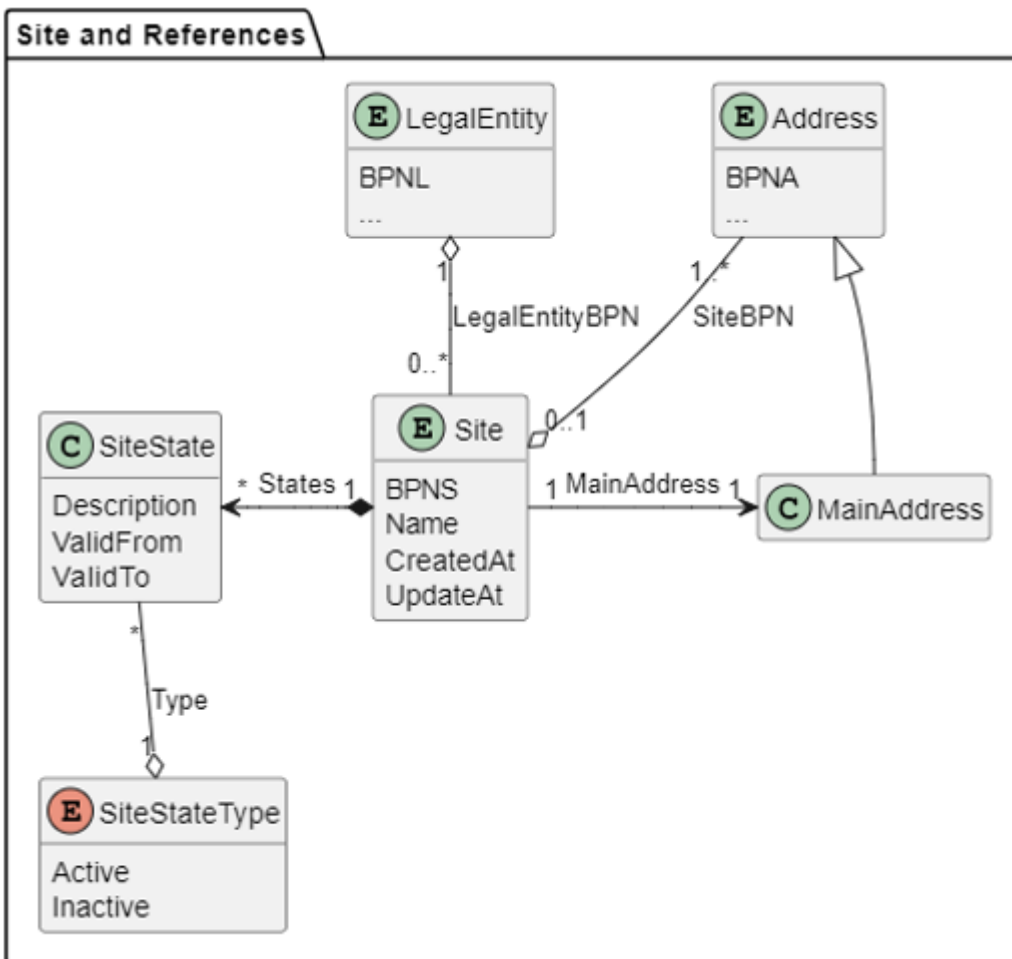 Site and References
E LegalEntity
BPNL
...
E Address
BPNA
...
1
LegalEntityBPN
0..*
1..*
SiteBPN
0..1
C SiteState
Description
ValidFrom
ValidTo
* States 1
E Site
BPNS
Name
CreatedAt
UpdateAt
1 MainAddress 1
C MainAddress
*
Type
1
E SiteStateType
Active
Inactive